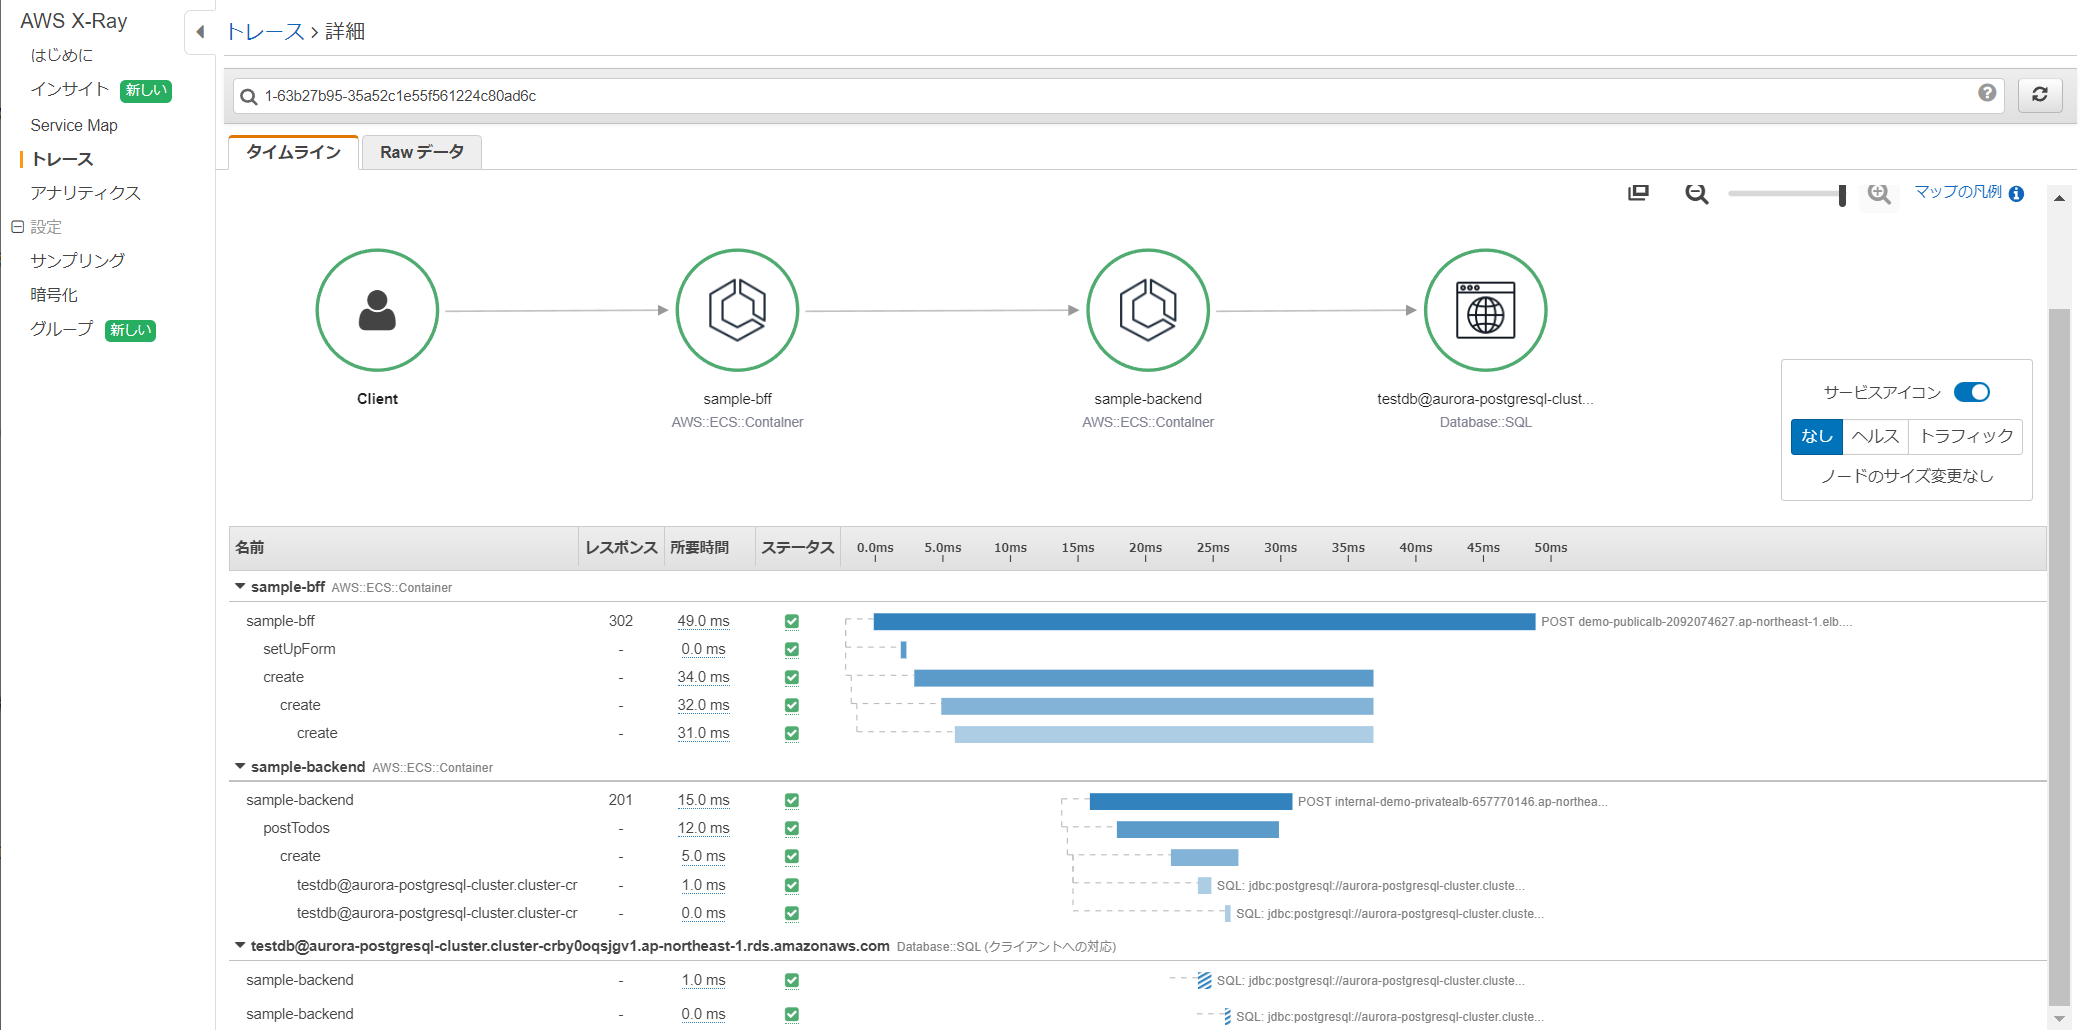 AWS X-Ray
はじめに
インサイト 新しい
Service Map
トレース
アナリティクス
設定
サンプリング
暗号化
グループ 新しい
トレース > 詳細
1-63b27b95-35a52c1e55f561224c80ad6c
タイムライン Raw データ
マップの凡例
Client
sample-bff
AWS::ECS::Container
sample-backend
AWS::ECS::Container
testdb@aurora-postgresql-clust...
Database::SQL
サービスアイコン
なし ヘルス トラフィック
ノードのサイズ変更なし
名前 レスポンス 所要時間 ステータス 0.0ms 5.0ms 10ms 15ms 20ms 25ms 30ms 35ms 40ms 45ms 50ms
sample-bff AWS::ECS::Container
sample-bff 302 49.0 ms POST demo-publicalb-2092074627.ap-northeast-1.elb....
setUpForm - 0.0 ms
create - 34.0 ms
create - 32.0 ms
create - 31.0 ms
sample-backend AWS::ECS::Container
sample-backend 201 15.0 ms POST internal-demo-privatealb-657770146.ap-northea...
postTodos - 12.0 ms
create - 5.0 ms
testdb@aurora-postgresql-cluster.cluster-cr - 1.0 ms SQL: jdbc:postgresql://aurora-postgresql-cluster.cluste...
testdb@aurora-postgresql-cluster.cluster-cr - 0.0 ms SQL: jdbc:postgresql://aurora-postgresql-cluster.cluste...
testdb@aurora-postgresql-cluster.cluster-crby0oqsjgv1.ap-northeast-1.rds.amazonaws.com Database::SQL (クライアントへの対応)
sample-backend - 1.0 ms SQL: jdbc:postgresql://aurora-postgresql-cluster.cluste...
sample-backend - 0.0 ms SQL: jdbc:postgresql://aurora-postgresql-cluster.cluste...